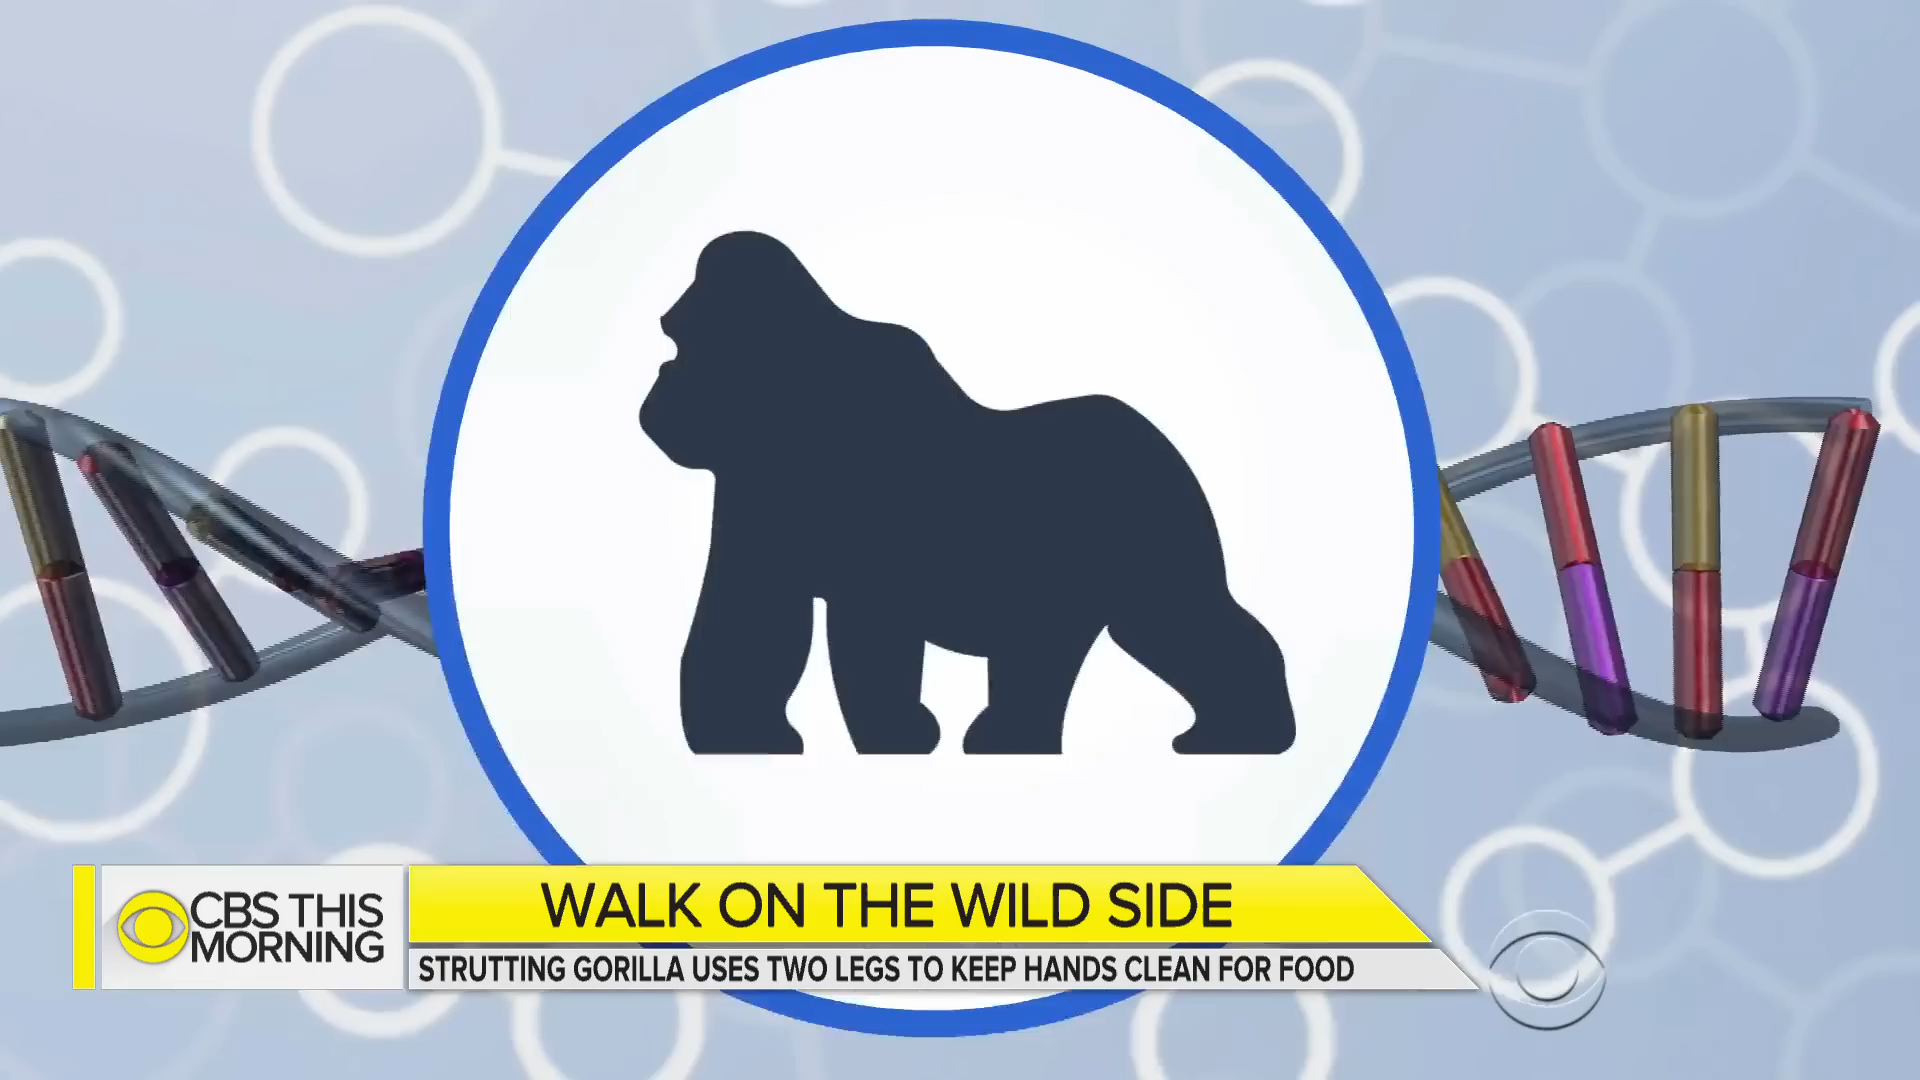 WALK ON THE WILD SIDE
CBS THIS
MORNING
STRUTTING GORILLA USES TWO LEGS TO KEEP HANDS CLEAN FOR FOOD